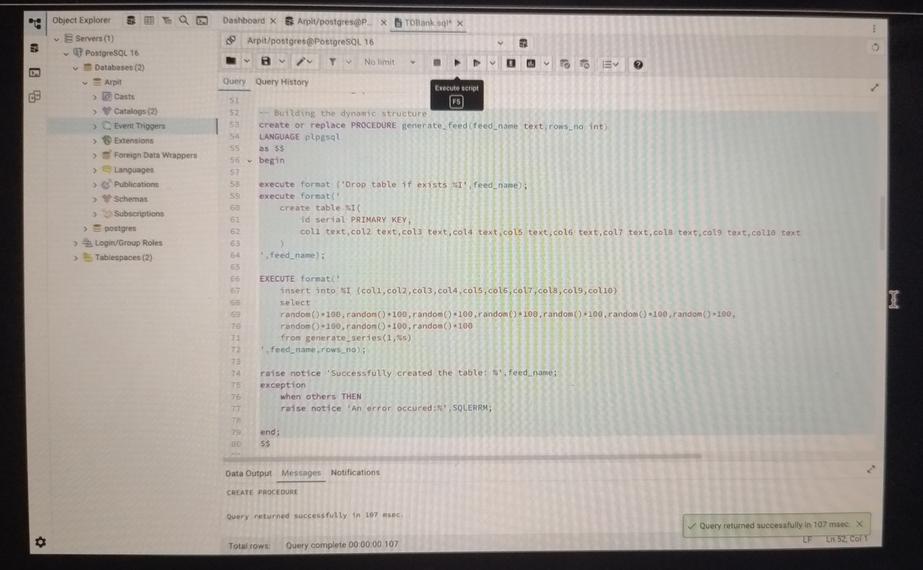 Object Explorer
Dashboard
Arpit/postgres@P...
TDBank.sql*
Servers (1)
PostgreSQL 16
Databases (2)
Arpit
Casts
Catalogs (2)
Event Triggers
Extensions
Foreign Data Wrappers
Languages
Publications
Schemas
Subscriptions
postgres
Login/Group Roles
Tablespaces (2)
Arpit/postgres@PostgreSQL 16
No limit
Query
Query History
Execute script
F5
51
52 -- Building the dynamic structure
53 create or replace PROCEDURE generate_feed(feed_name text,rows_no int)
54 LANGUAGE plpgsql
55 as $$
56 begin
57
58 execute format ('Drop table if exists %I',feed_name);
59 execute format('
60 create table %I(
61 id serial PRIMARY KEY,
62 col1 text,col2 text,col3 text,col4 text,col5 text,col6 text,col7 text,col8 text,col9 text,col10 text
63 )
64 ',feed_name);
65
66 EXECUTE format('
67 insert into %I (col1,col2,col3,col4,col5,col6,col7,col8,col9,col10)
68 select
69 random()*100,random()*100,random()*100,random()*100,random()*100,random()*100,random()*100,
70 random()*100,random()*100,random()*100
71 from generate_series(1,%s)
72 ',feed_name,rows_no);
73
74 raise notice 'Successfully created the table: %',feed_name;
75 exception
76 when others THEN
77 raise notice 'An error occured:%',SQLERRM;
78
79 end;
80 $$
Data Output
Messages
Notifications
CREATE PROCEDURE
Query returned successfully in 107 msec.
Query returned successfully in 107 msec.
Total rows:
Query complete 00:00:00.107
LF
Ln 52, Col 1